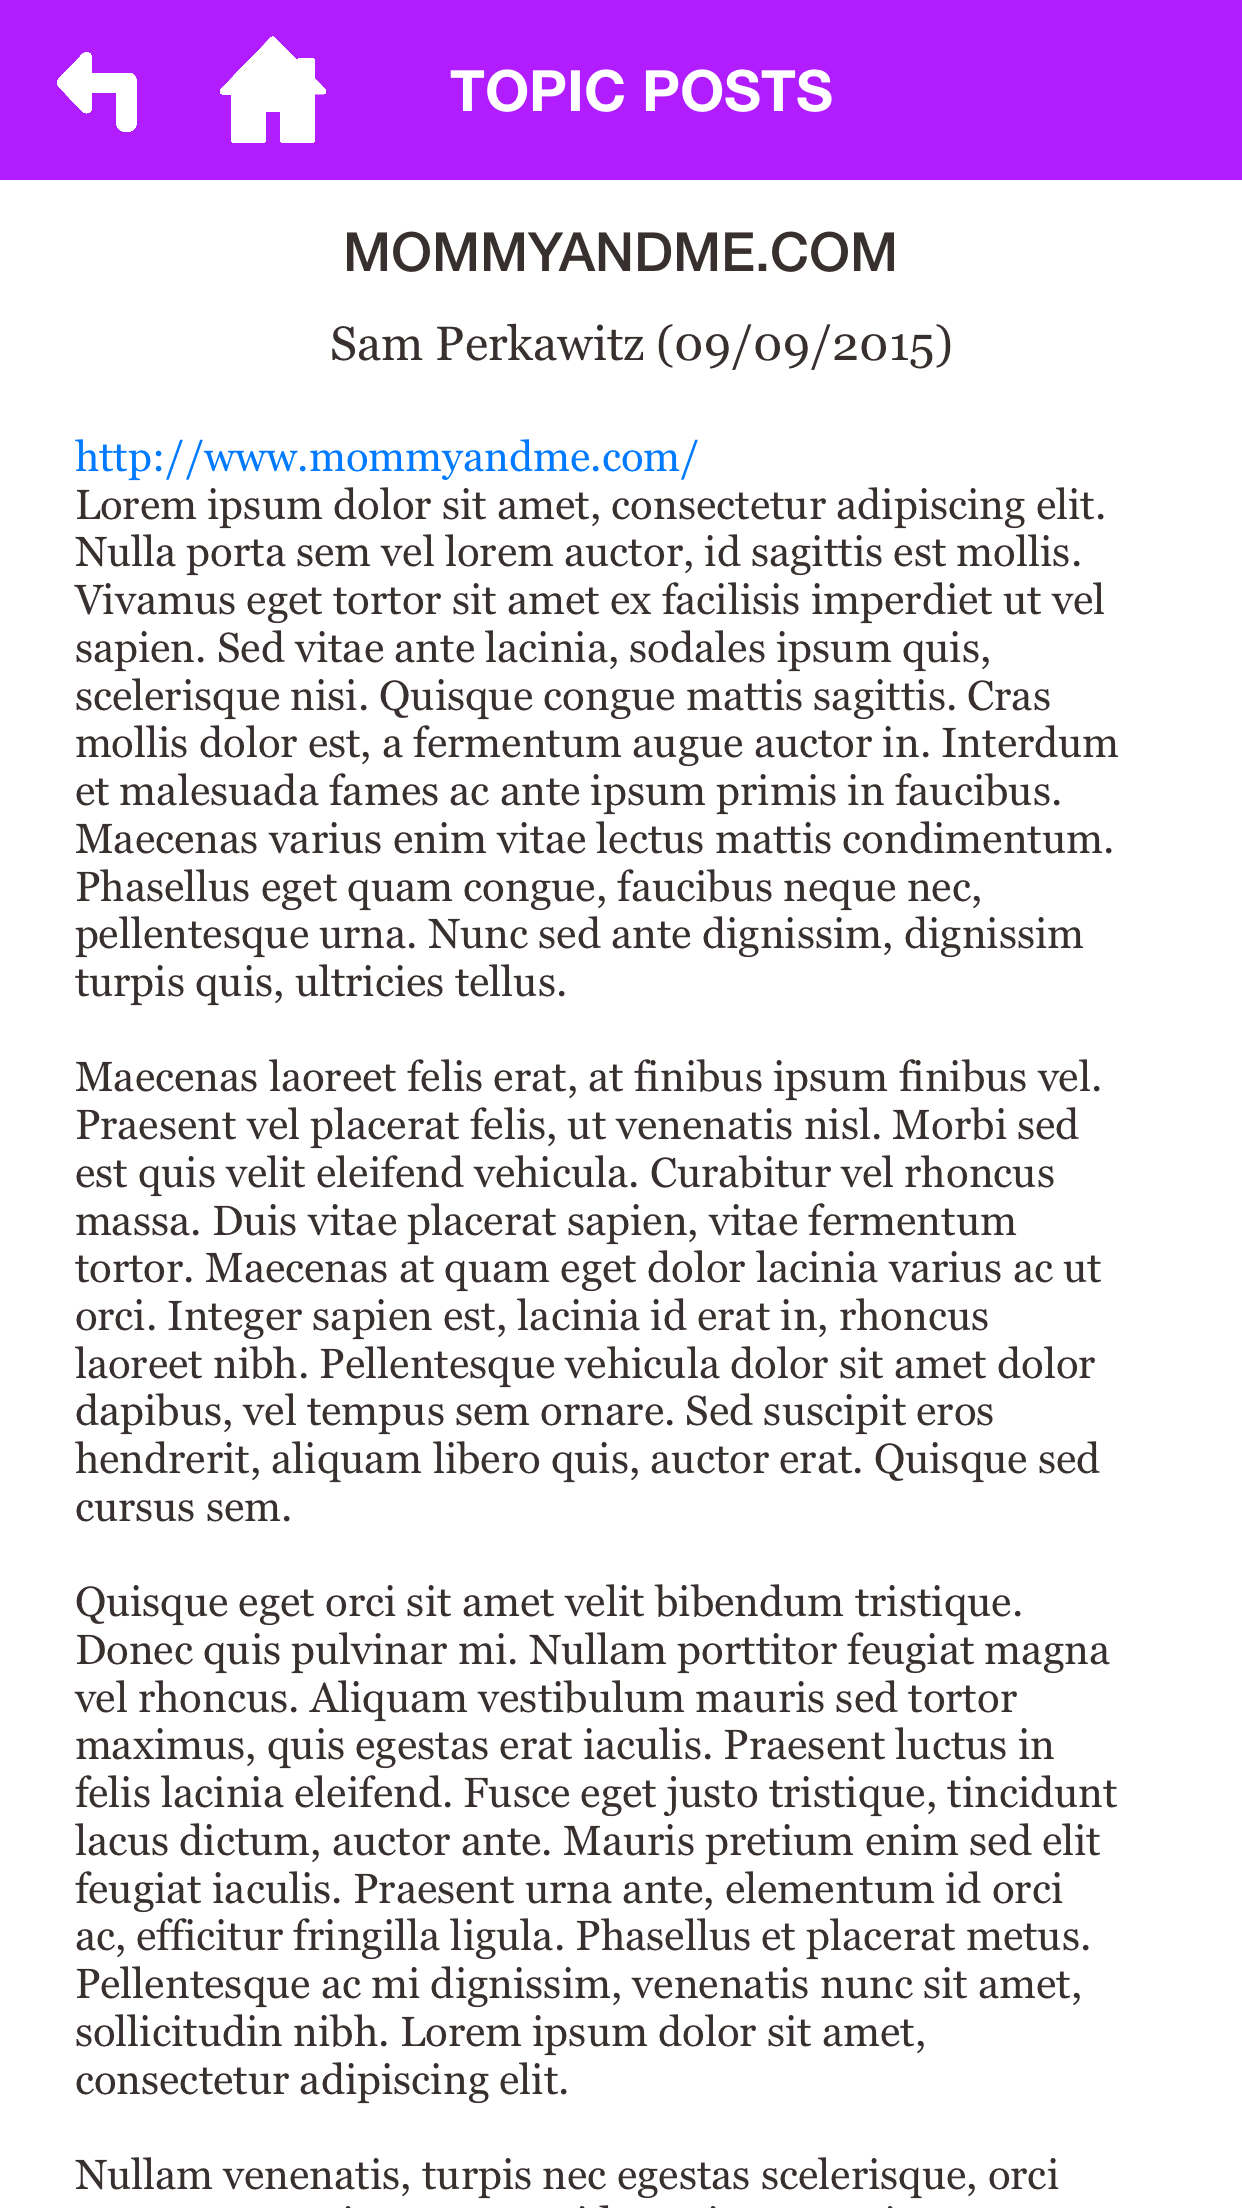 TOPIC POSTS
MOMMYANDME.COM
Sam Perkawitz (09/09/2015)
http://www.mommyandme.com/
Lorem ipsum dolor sit amet, consectetur adipiscing elit.
Nulla porta sem vel lorem auctor, id sagittis est mollis.
Vivamus eget tortor sit amet ex facilisis imperdiet ut vel
sapien. Sed vitae ante lacinia, sodales ipsum quis,
scelerisque nisi. Quisque congue mattis sagittis. Cras
mollis dolor est, a fermentum augue auctor in. Interdum
et malesuada fames ac ante ipsum primis in faucibus.
Maecenas varius enim vitae lectus mattis condimentum.
Phasellus eget quam congue, faucibus neque nec,
pellentesque urna. Nunc sed ante dignissim, dignissim
turpis quis, ultricies tellus.
Maecenas laoreet felis erat, at finibus ipsum finibus vel.
Praesent vel placerat felis, ut venenatis nisl. Morbi sed
est quis velit eleifend vehicula. Curabitur vel rhoncus
massa. Duis vitae placerat sapien, vitae fermentum
tortor. Maecenas at quam eget dolor lacinia varius ac ut
orci. Integer sapien est, lacinia id erat in, rhoncus
laoreet nibh. Pellentesque vehicula dolor sit amet dolor
dapibus, vel tempus sem ornare. Sed suscipit eros
hendrerit, aliquam libero quis, auctor erat. Quisque sed
cursus sem.
Quisque eget orci sit amet velit bibendum tristique.
Donec quis pulvinar mi. Nullam porttitor feugiat magna
vel rhoncus. Aliquam vestibulum mauris sed tortor
maximus, quis egestas erat iaculis. Praesent luctus in
felis lacinia eleifend. Fusce eget justo tristique, tincidunt
lacus dictum, auctor ante. Mauris pretium enim sed elit
feugiat iaculis. Praesent urna ante, elementum id orci
ac, efficitur fringilla ligula. Phasellus et placerat metus.
Pellentesque ac mi dignissim, venenatis nunc sit amet,
sollicitudin nibh. Lorem ipsum dolor sit amet,
consectetur adipiscing elit.
Nullam venenatis, turpis nec egestas scelerisque, orci